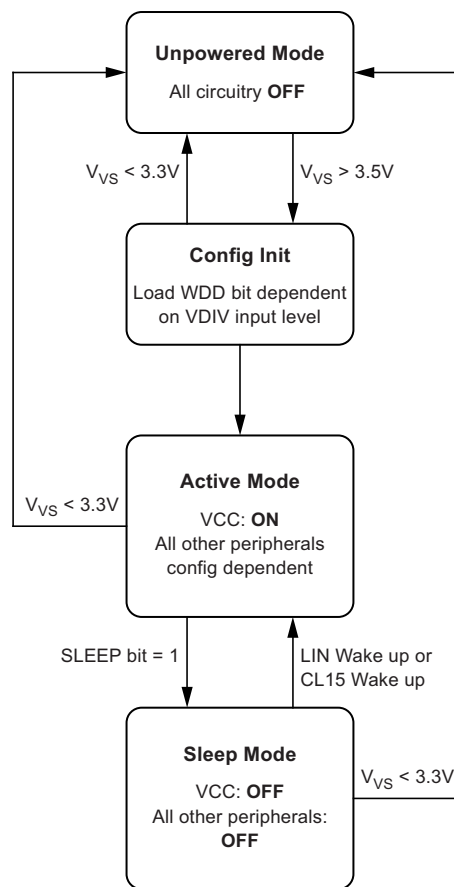 Unpowered Mode
All circuitry OFF
V_VS < 3.3V
V_VS > 3.5V
Config Init
Load WDD bit dependent
on VDIV input level
Active Mode
VCC: ON
All other peripherals
config dependent
V_VS < 3.3V
SLEEP bit = 1
LIN Wake up or
CL15 Wake up
Sleep Mode
VCC: OFF
All other peripherals:
OFF
V_VS < 3.3V